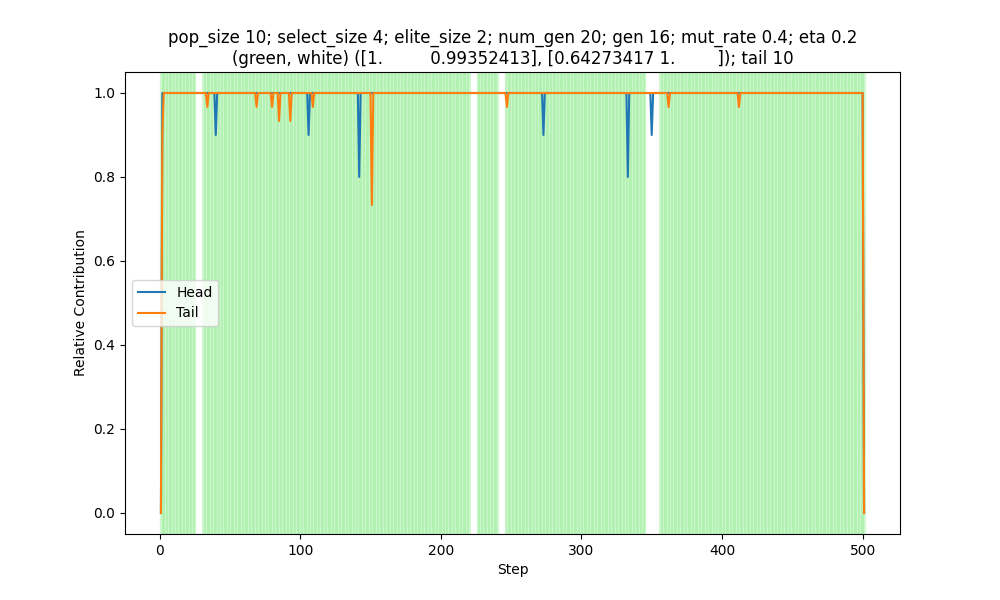 pop_size 10; select_size 4; elite_size 2; num_gen 20; gen 16; mut_rate 0.4; eta 0.2
(green, white) ([1.         0.99352413], [0.64273417 1.        ]); tail 10
1.0
0.8
0.6
0.4
0.2
0.0
Relative Contribution
Head
Tail
0
100
200
300
400
500
Step